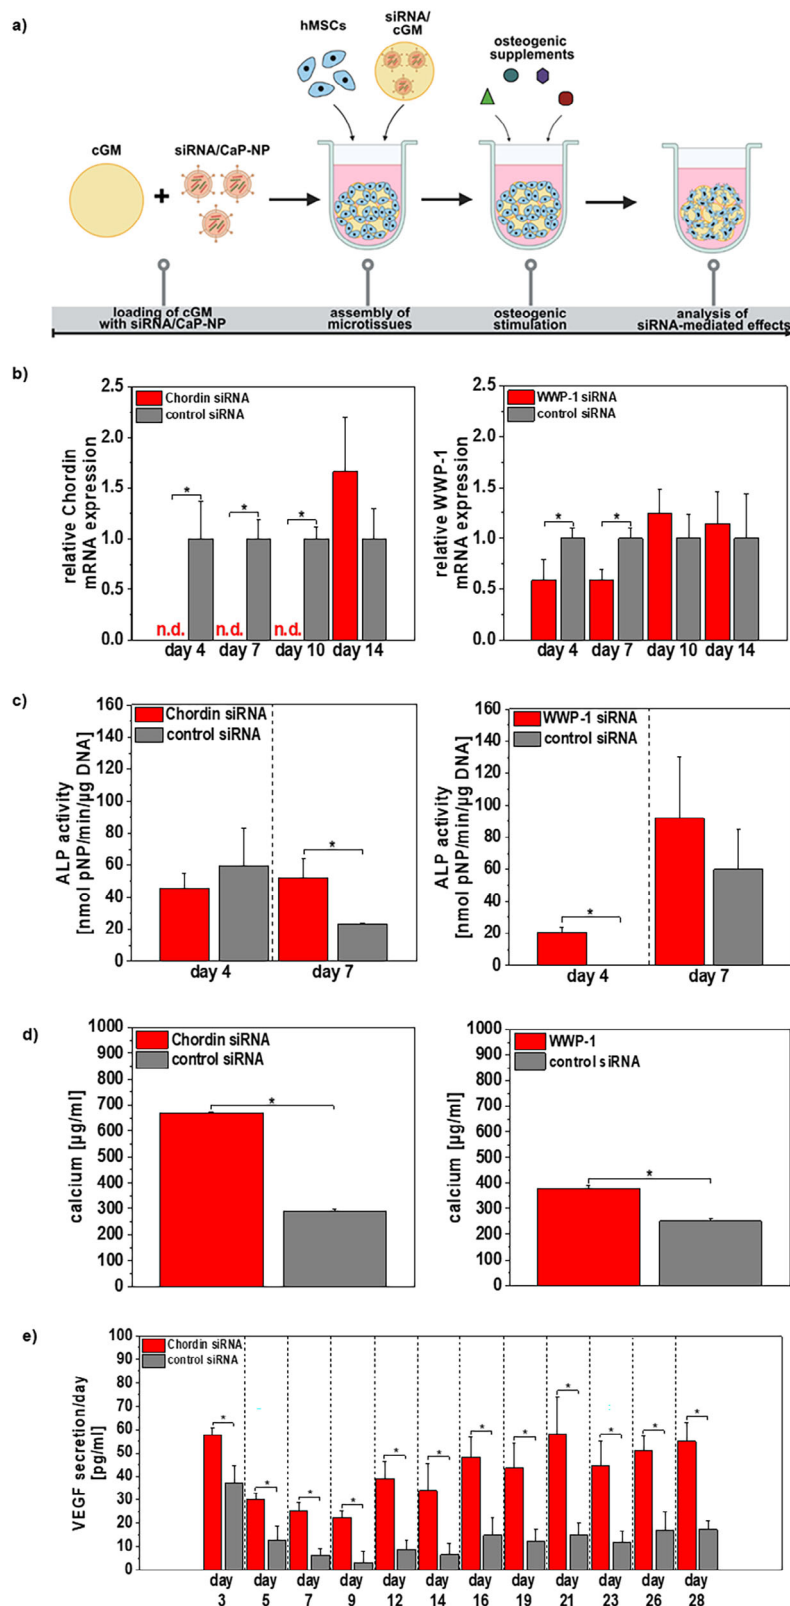 a)
hMSCs
siRNA/
cGM
osteogenic
supplements
cGM
siRNA/CaP-NP
+
loading of cGM
with siRNA/CaP-NP
assembly of
microtissues
osteogenic
stimulation
analysis of
siRNA-mediated effects
b)
relative Chordin
mRNA expression
2.5
2.0
1.5
1.0
0.5
0.0
Chordin siRNA
control siRNA
*
*
*
n.d.
n.d.
n.d.
day 4
day 7
day 10
day 14
relative WWP-1
mRNA expression
2.5
2.0
1.5
1.0
0.5
0.0
WWP-1 siRNA
control siRNA
*
*
day 4
day 7
day 10
day 14
c)
ALP activity
[nmol pNP/min/µg DNA]
160
140
120
100
80
60
40
20
0
Chordin siRNA
control siRNA
*
day 4
day 7
ALP activity
[nmol pNP/min/µg DNA]
160
140
120
100
80
60
40
20
0
WWP-1 siRNA
control siRNA
*
day 4
day 7
d)
calcium [µg/ml]
1000
900
800
700
600
500
400
300
200
100
0
Chordin siRNA
control siRNA
*
calcium [µg/ml]
1000
900
800
700
600
500
400
300
200
100
0
WWP-1
control siRNA
*
e)
VEGF secretion/day
[pg/ml]
100
90
80
70
60
50
40
30
20
10
0
Chordin siRNA
control siRNA
*
*
*
*
*
*
*
*
*
*
*
*
day
3
day
5
day
7
day
9
day
12
day
14
day
16
day
19
day
21
day
23
day
26
day
28